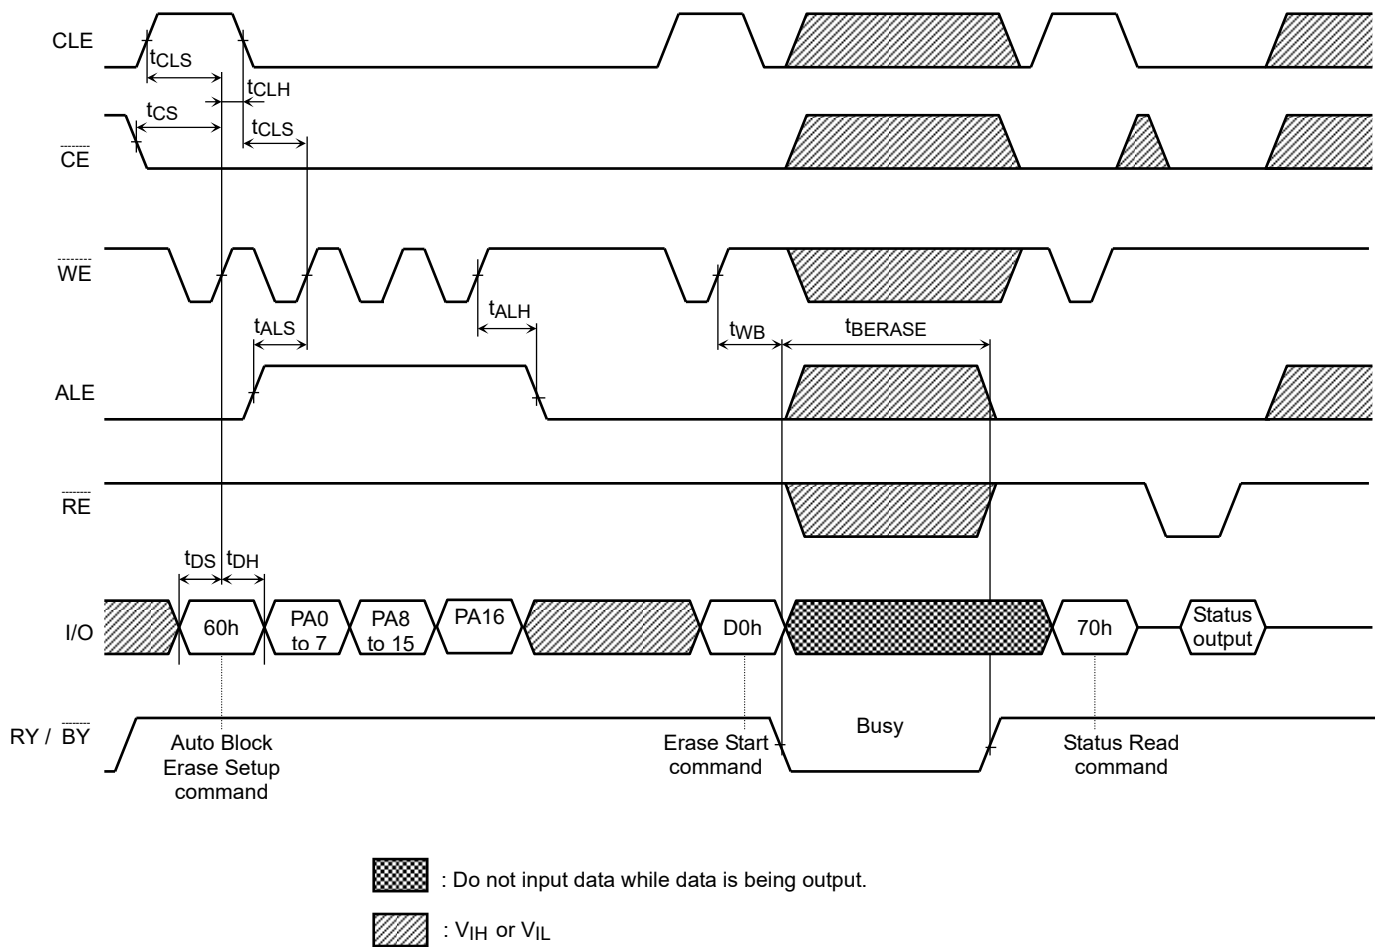 CLE
tCLS
tCLH
tCS
tCLS
CE
WE
tALS
tALH
tWB
tBERASE
ALE
RE
tDS
tDH
I/O
60h
PA0
to 7
PA8
to 15
PA16
D0h
70h
Status
output
RY / BY
Busy
Auto Block
Erase Setup
command
Erase Start
command
Status Read
command
: Do not input data while data is being output.
: VIH or VIL